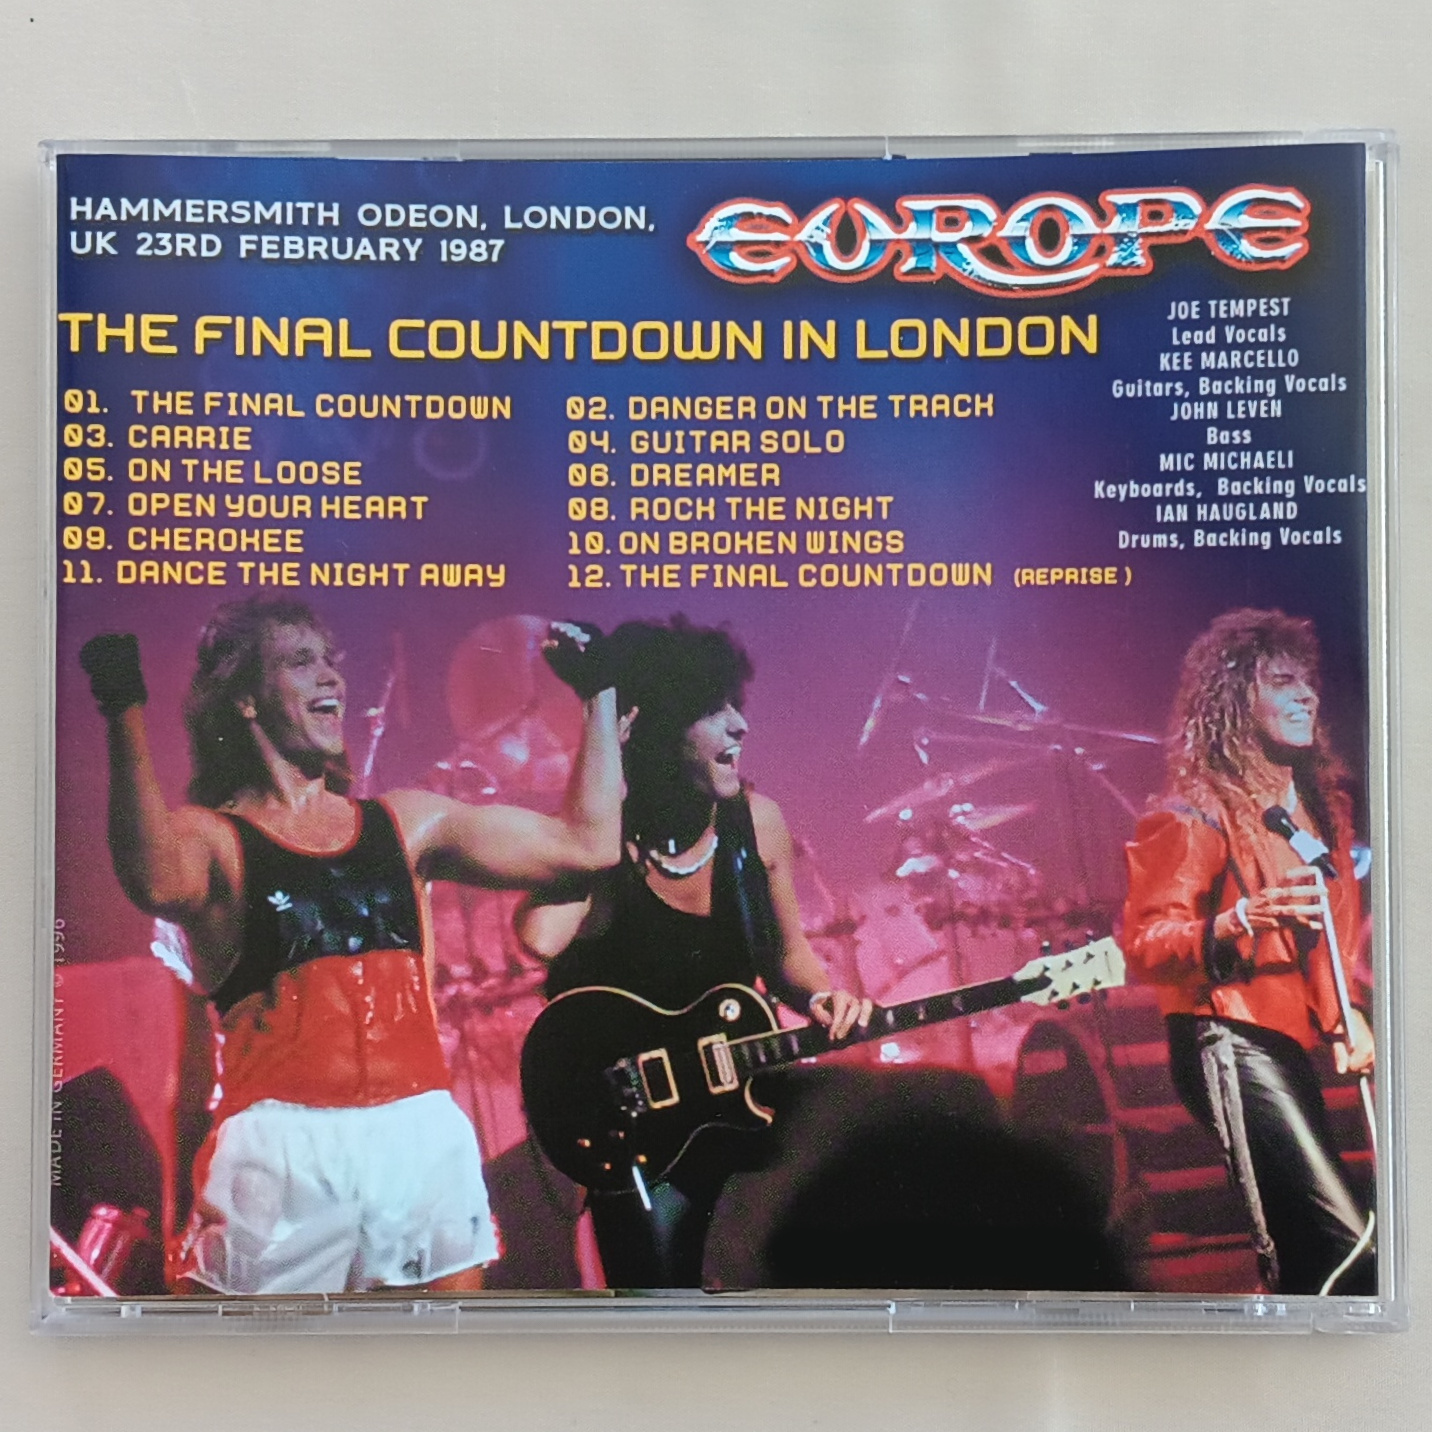 HAMMERSMITH ODEON, LONDON,
UK 23RD FEBRUARY 1987
EUROPE
THE FINAL COUNTDOWN IN LONDON
01. THE FINAL COUNTDOWN
02. DANGER ON THE TRACK
03. CARRIE
04. GUITAR SOLO
05. ON THE LOOSE
06. DREAMER
07. OPEN YOUR HEART
08. ROCK THE NIGHT
09. CHEROKEE
10. ON BROKEN WINGS
11. DANCE THE NIGHT AWAY
12. THE FINAL COUNTDOWN (REPRISE )
JOE TEMPEST
Lead Vocals
KEE MARCELLO
Guitars, Backing Vocals
JOHN LEVEN
Bass
MIC MICHAELI
Keyboards, Backing Vocals
IAN HAUGLAND
Drums, Backing Vocals
MADE IN GERMANY © 1996